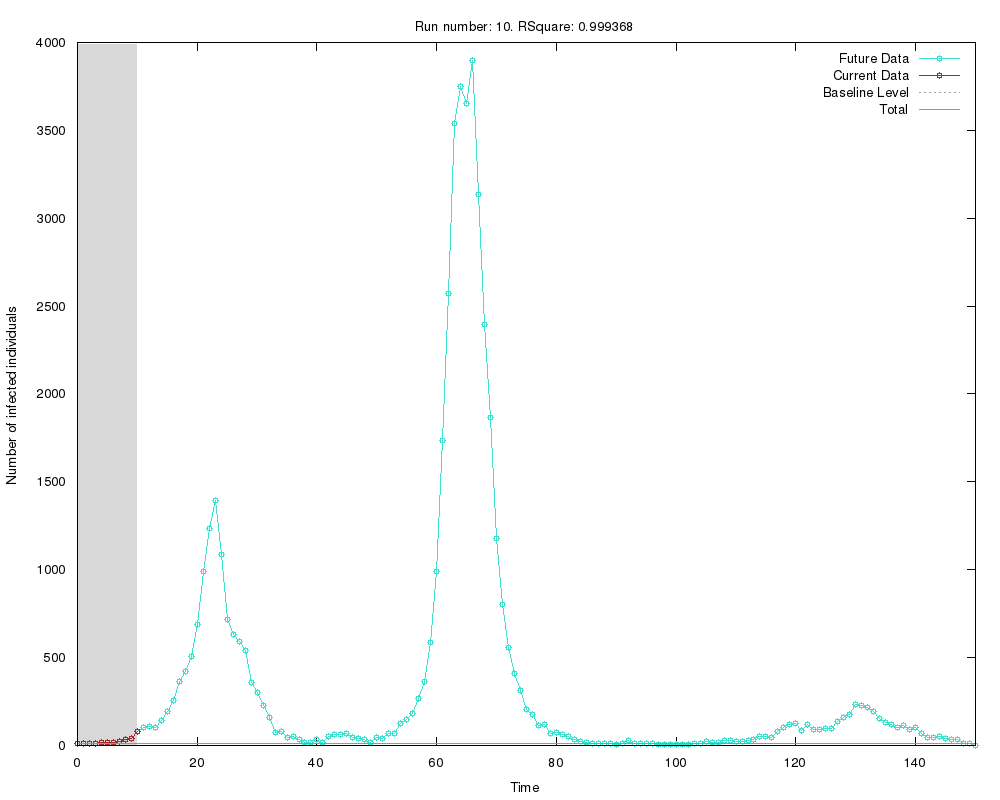 Run number: 10. RSquare: 0.999368
4000
3500
3000
2500
2000
1500
1000
500
0
Number of infected individuals
Future Data
Current Data
Baseline Level
Total
0 20 40 60 80 100 120 140
Time